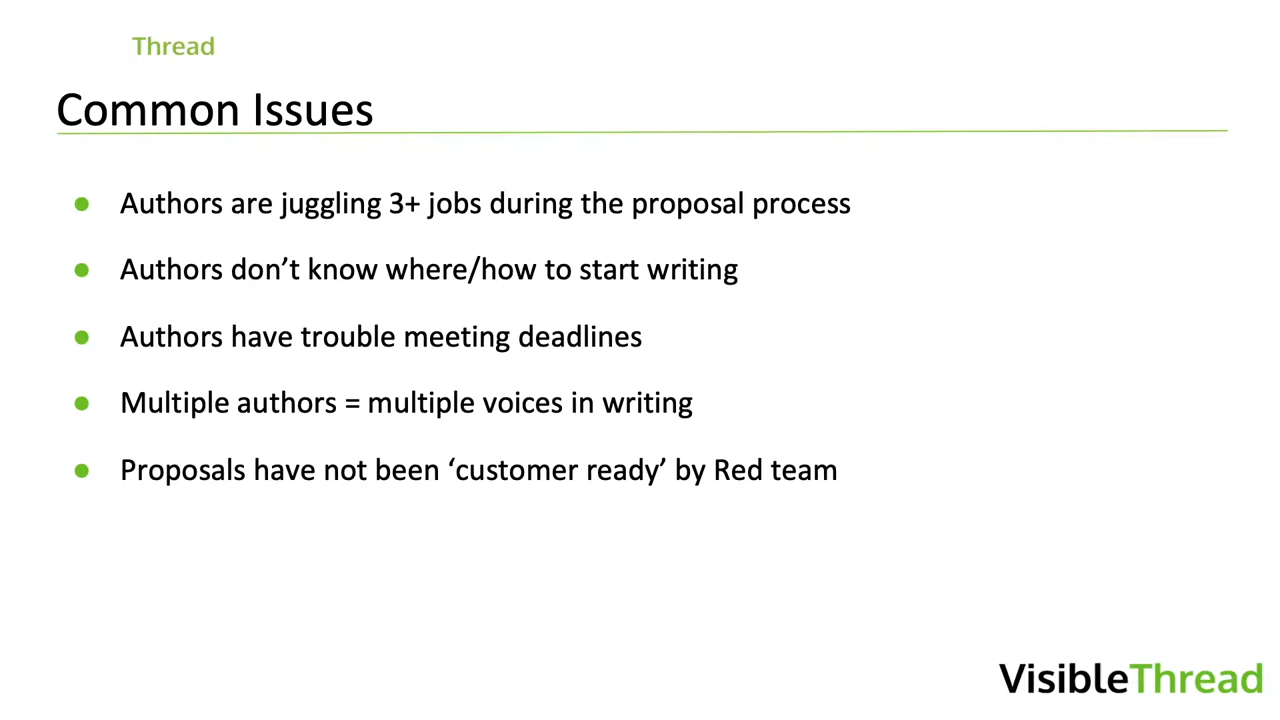 Thread
Common Issues
● Authors are juggling 3+ jobs during the proposal process
● Authors don’t know where/how to start writing
● Authors have trouble meeting deadlines
● Multiple authors = multiple voices in writing
● Proposals have not been ‘customer ready’ by Red team
VisibleThread